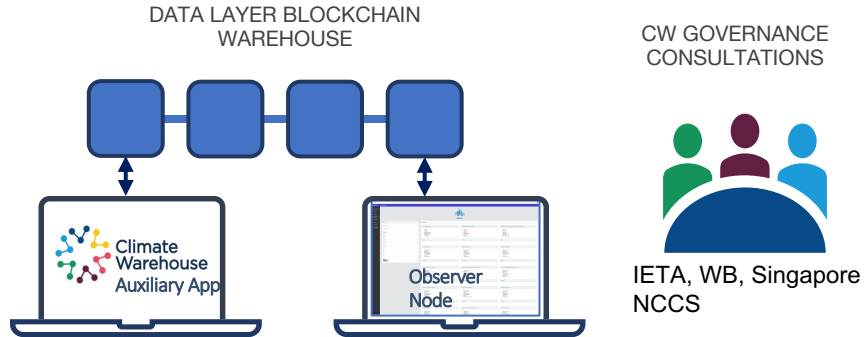 DATA LAYER BLOCKCHAIN
WAREHOUSE
CW GOVERNANCE
CONSULTATIONS
Climate
Warehouse
Auxiliary App
Observer
Node
IETA, WB, Singapore
NCCS